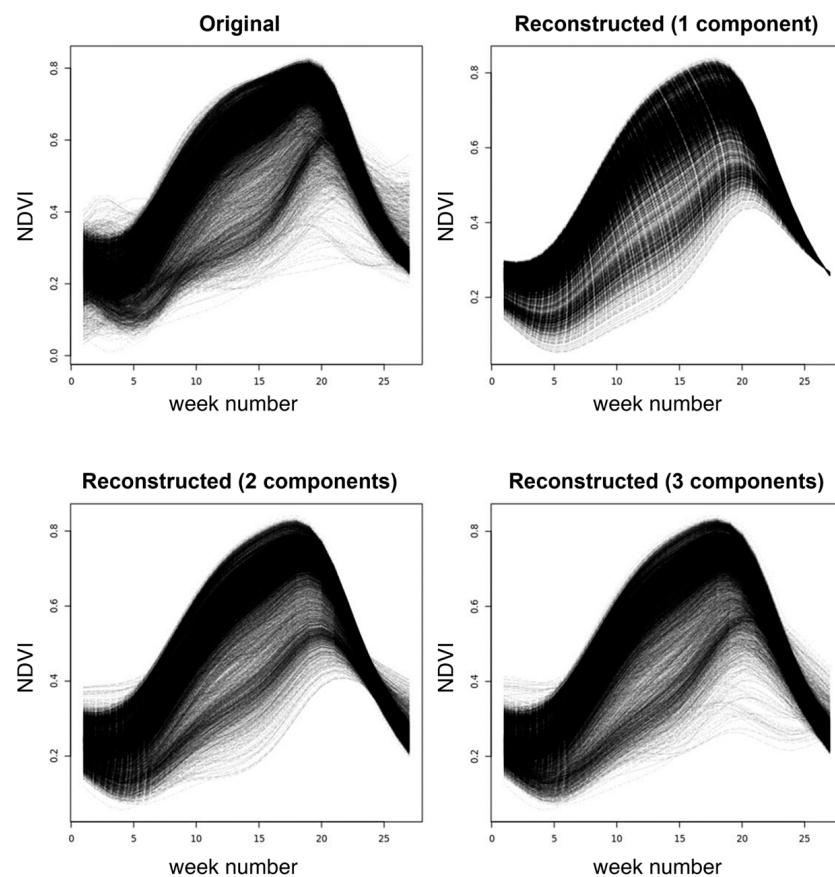 Original
Reconstructed (1 component)
NDVI
0.8
0.6
0.4
0.2
0.0
0 5 10 15 20 25
week number
NDVI
0.8
0.6
0.4
0.2
0 5 10 15 20 25
week number
Reconstructed (2 components)
Reconstructed (3 components)
NDVI
0.8
0.6
0.4
0.2
0 5 10 15 20 25
week number
NDVI
0.8
0.6
0.4
0.2
0 5 10 15 20 25
week number